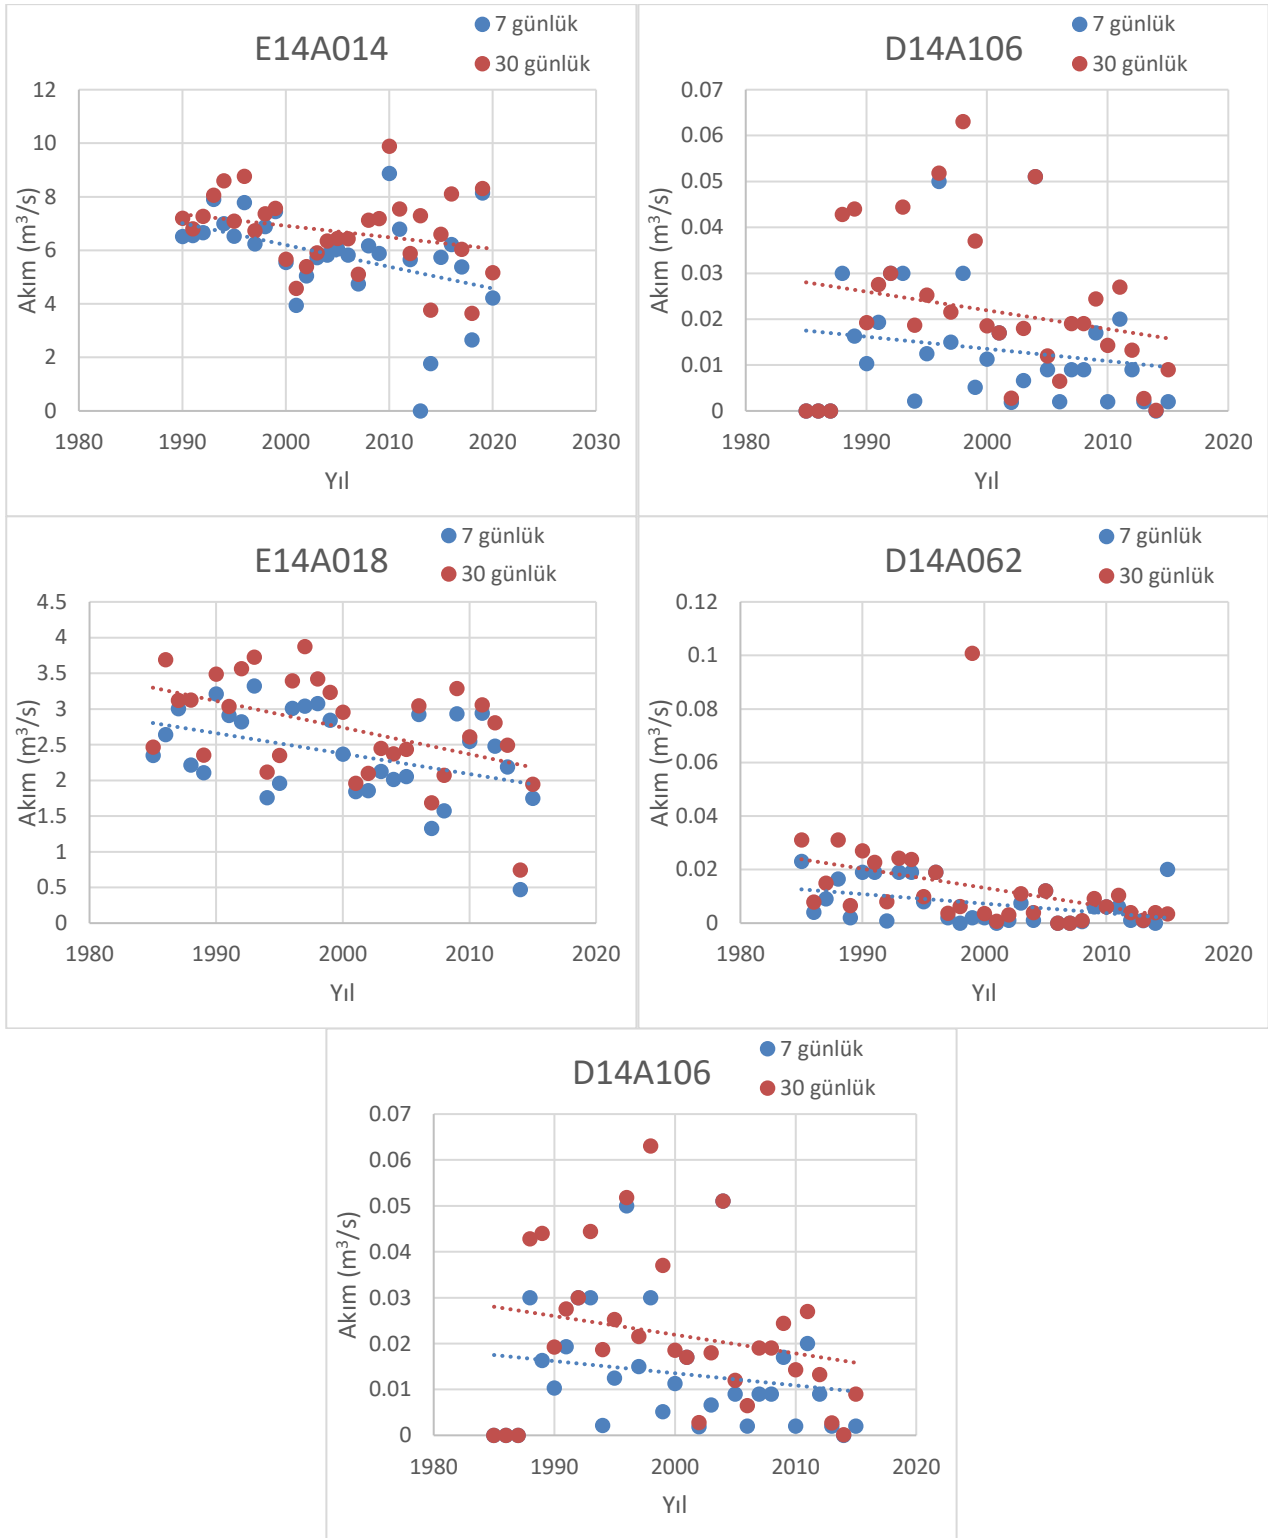 E14A014
7 günlük
30 günlük
Akım (m³/s)
12
10
8
6
4
2
0
1980 1990 2000 2010 2020 2030
Yıl
D14A106
7 günlük
30 günlük
Akım (m³/s)
0.07
0.06
0.05
0.04
0.03
0.02
0.01
0
1980 1990 2000 2010 2020
Yıl
E14A018
7 günlük
30 günlük
Akım (m³/s)
4.5
4
3.5
3
2.5
2
1.5
1
0.5
0
1980 1990 2000 2010 2020
Yıl
D14A062
7 günlük
30 günlük
Akım (m³/s)
0.12
0.1
0.08
0.06
0.04
0.02
0
1980 1990 2000 2010 2020
Yıl
D14A106
7 günlük
30 günlük
Akım (m³/s)
0.07
0.06
0.05
0.04
0.03
0.02
0.01
0
1980 1990 2000 2010 2020
Yıl